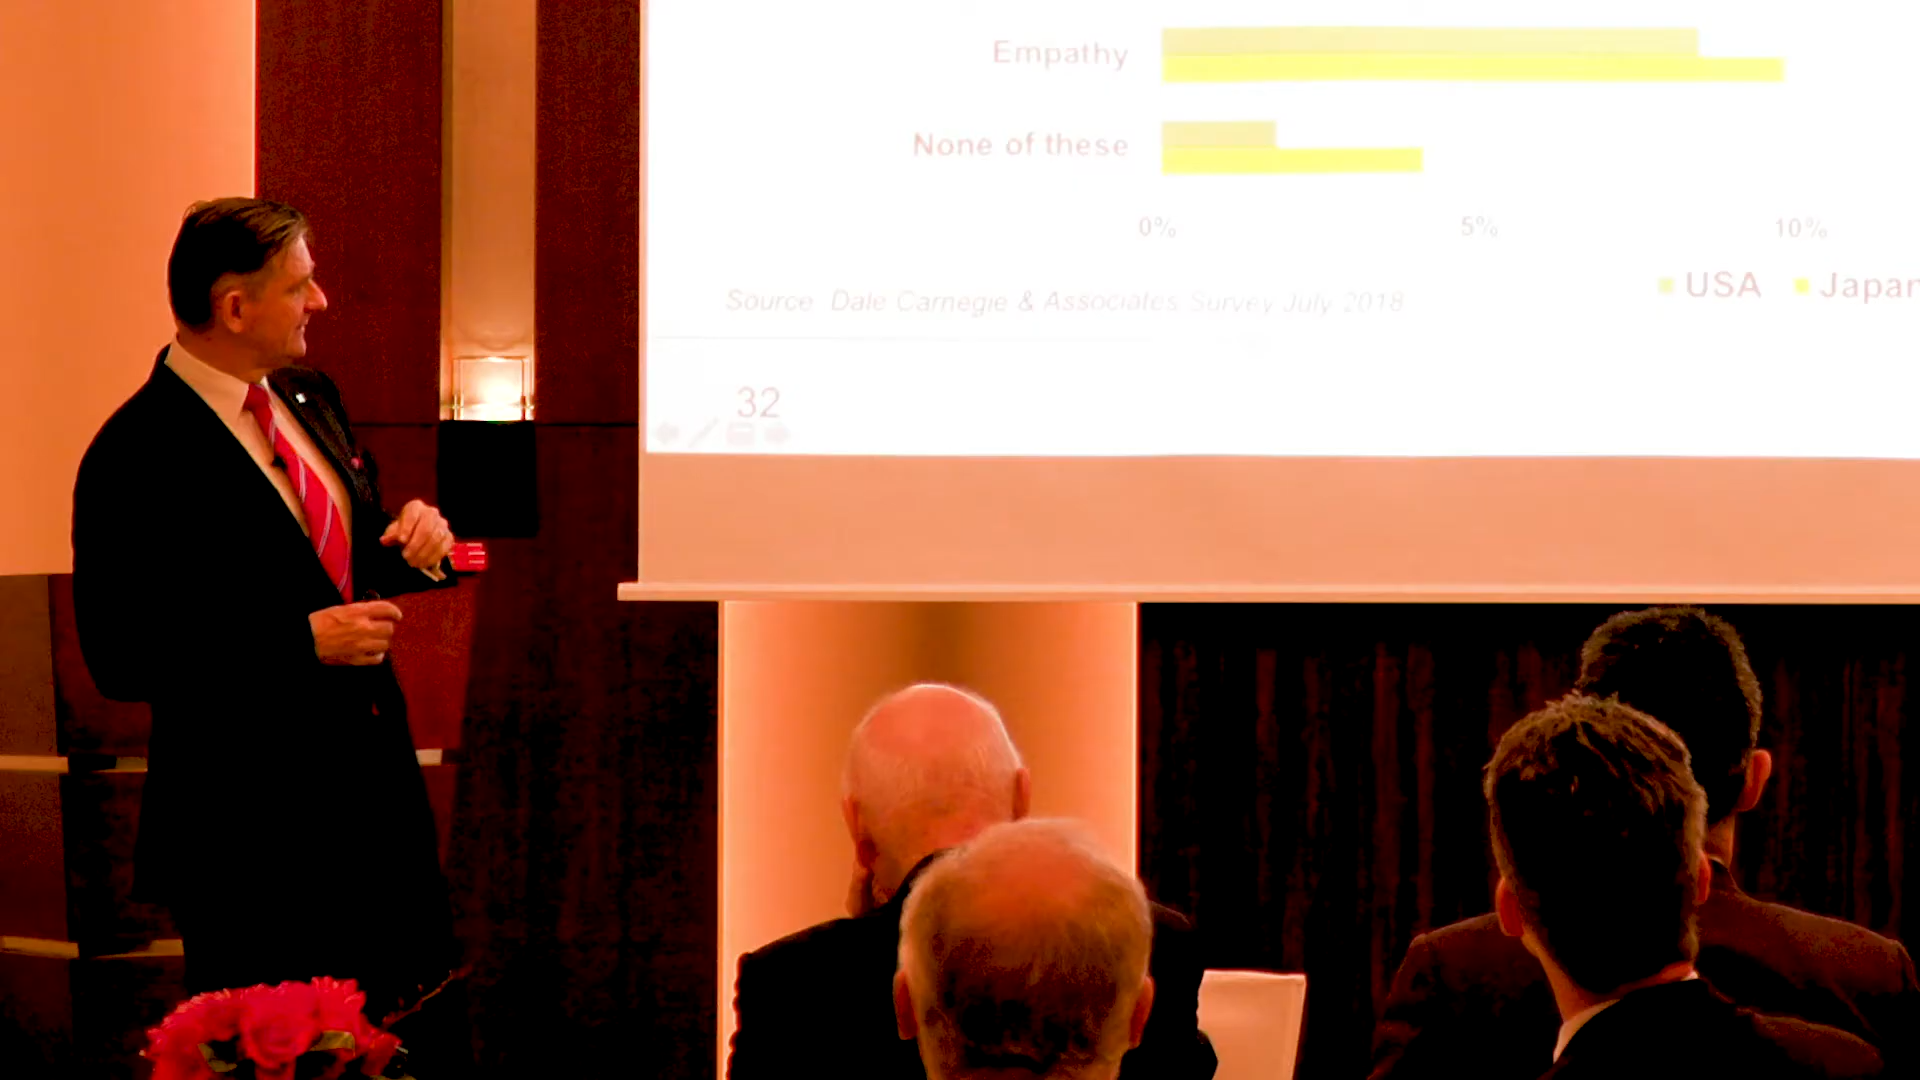 Empathy
None of these
0% 5% 10%
USA Japan
Source Dale Carnegie & Associates Survey July 2018
32